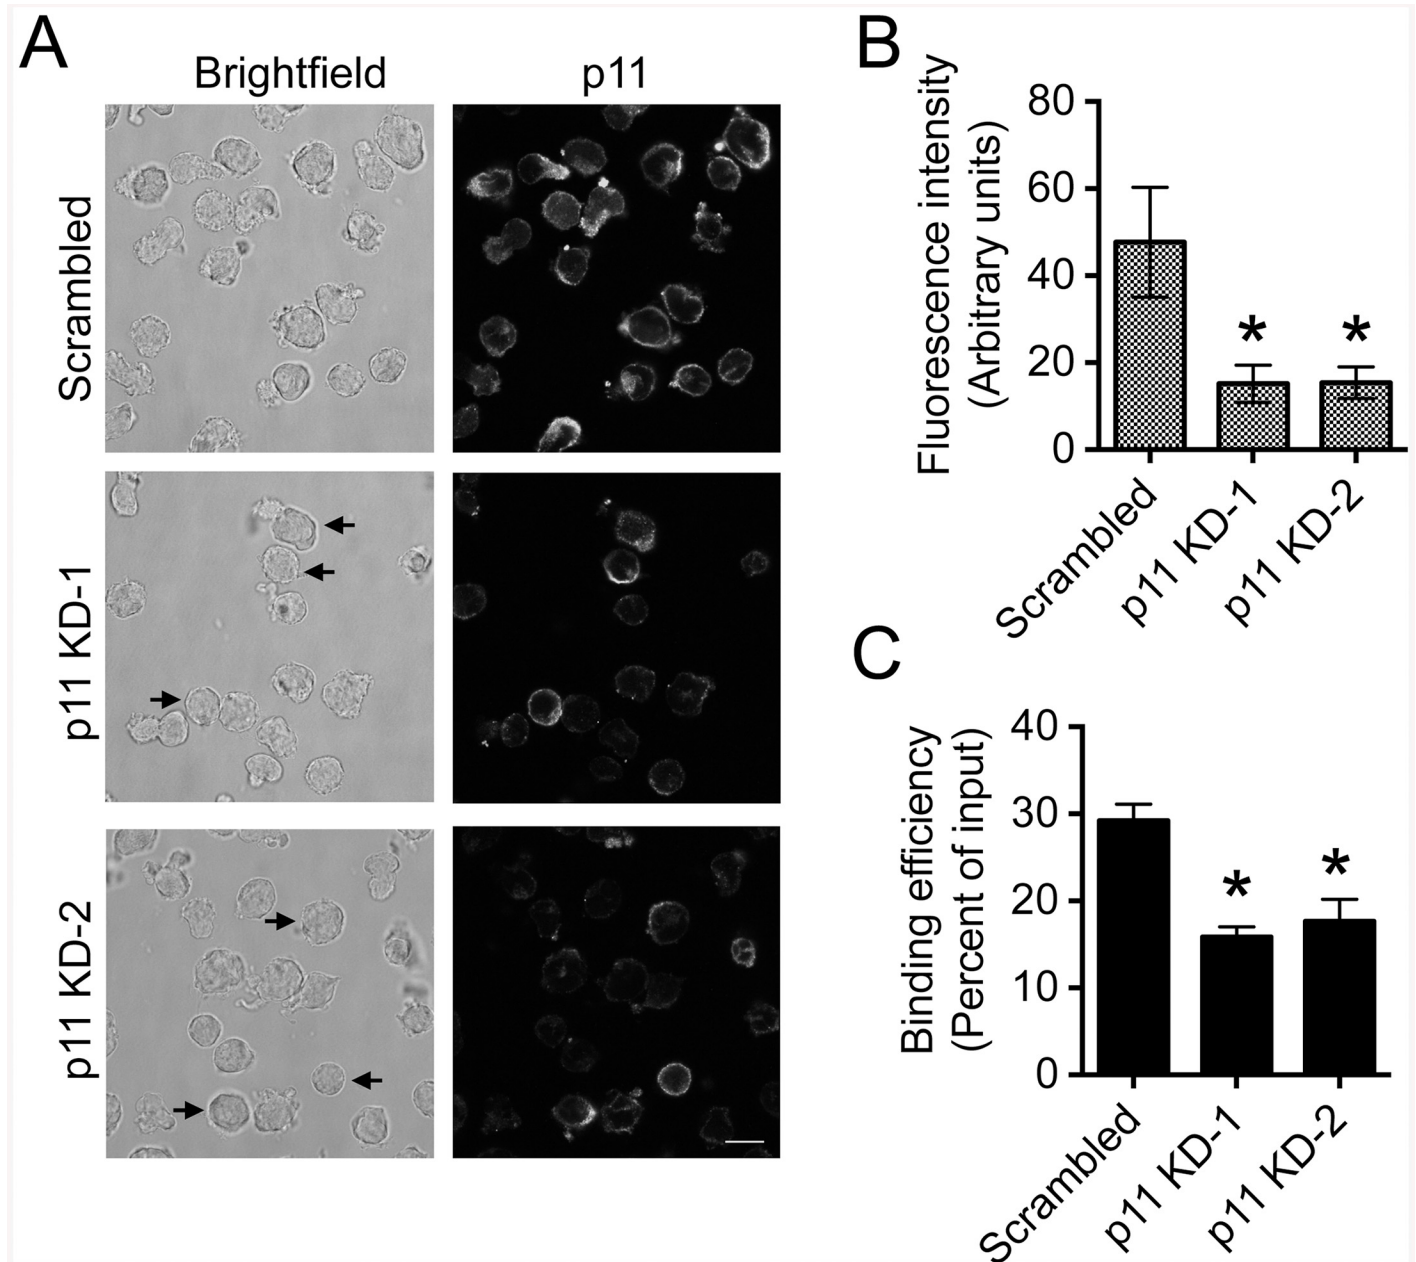 A
Brightfield
p11
Scrambled
p11 KD-1
p11 KD-2
B
Fluorescence intensity
(Arbitrary units)
80
60
40
20
0
*
*
Scrambled
p11 KD-1
p11 KD-2
C
Binding efficiency
(Percent of input)
40
30
20
10
0
*
*
Scrambled
p11 KD-1
p11 KD-2